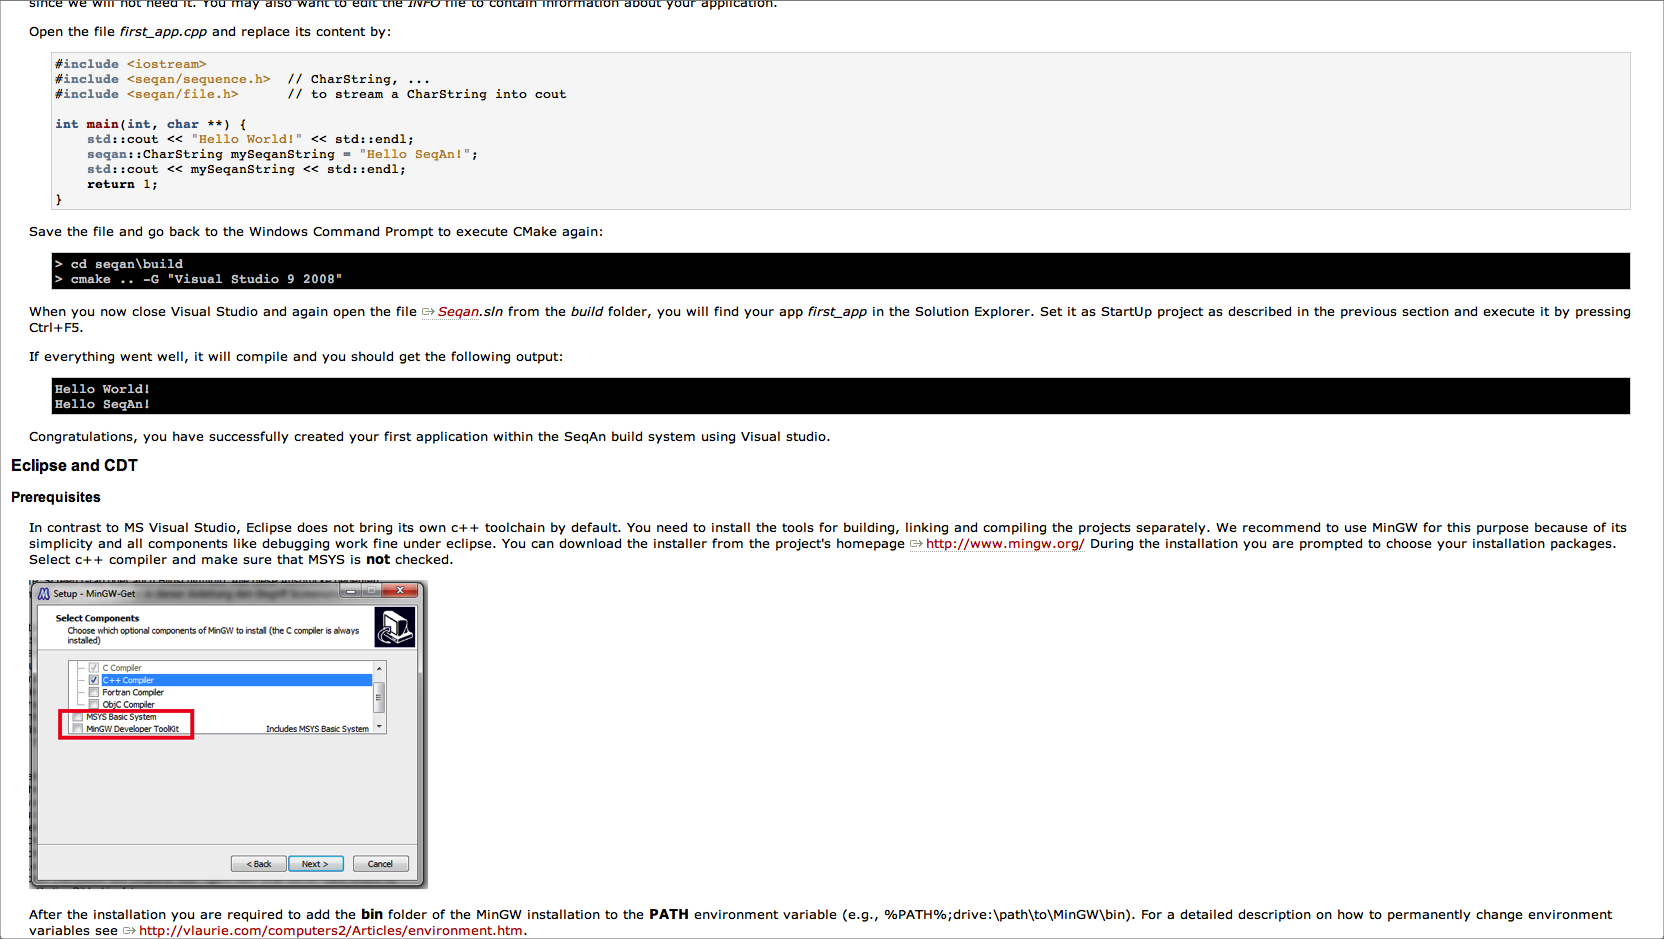 since we will not need it. You may also want to edit the INFO file to contain information about your application.
Open the file first_app.cpp and replace its content by:
#include <iostream>
#include <seqan/sequence.h>  // CharString, ...
#include <seqan/file.h>      // to stream a CharString into cout
int main(int, char **) {
    std::cout << "Hello World!" << std::endl;
    seqan::CharString mySeqanString = "Hello SeqAn!";
    std::cout << mySeqanString << std::endl;
    return 1;
}
Save the file and go back to the Windows Command Prompt to execute CMake again:
> cd seqan\build
> cmake .. -G "Visual Studio 9 2008"
When you now close Visual Studio and again open the file Seqan.sln from the build folder, you will find your app first_app in the Solution Explorer. Set it as StartUp project as described in the previous section and execute it by pressing
Ctrl+F5.
If everything went well, it will compile and you should get the following output:
Hello World!
Hello SeqAn!
Congratulations, you have successfully created your first application within the SeqAn build system using Visual studio.
Eclipse and CDT
Prerequisites
In contrast to MS Visual Studio, Eclipse does not bring its own c++ toolchain by default. You need to install the tools for building, linking and compiling the projects separately. We recommend to use MinGW for this purpose because of its
simplicity and all components like debugging work fine under eclipse. You can download the installer from the project's homepage http://www.mingw.org/ During the installation you are prompted to choose your installation packages.
Select c++ compiler and make sure that MSYS is not checked.
Setup - MinGW-Get
Select Components
Choose which optional components of MinGW to install (the C compiler is always
installed)
C Compiler
C++ Compiler
Fortran Compiler
ObjC Compiler
MSYS Basic System
MinGW Developer ToolKit Includes MSYS Basic System
< Back Next > Cancel
After the installation you are required to add the bin folder of the MinGW installation to the PATH environment variable (e.g., %PATH%;drive:\path\to\MinGW\bin). For a detailed description on how to permanently change environment
variables see http://vlaurie.com/computers2/Articles/environment.htm.